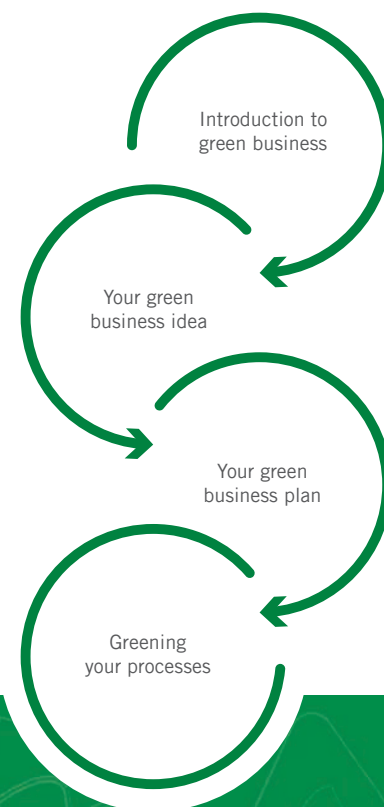 Introduction to
green business
Your green
business idea
Your green
business plan
Greening
your processes